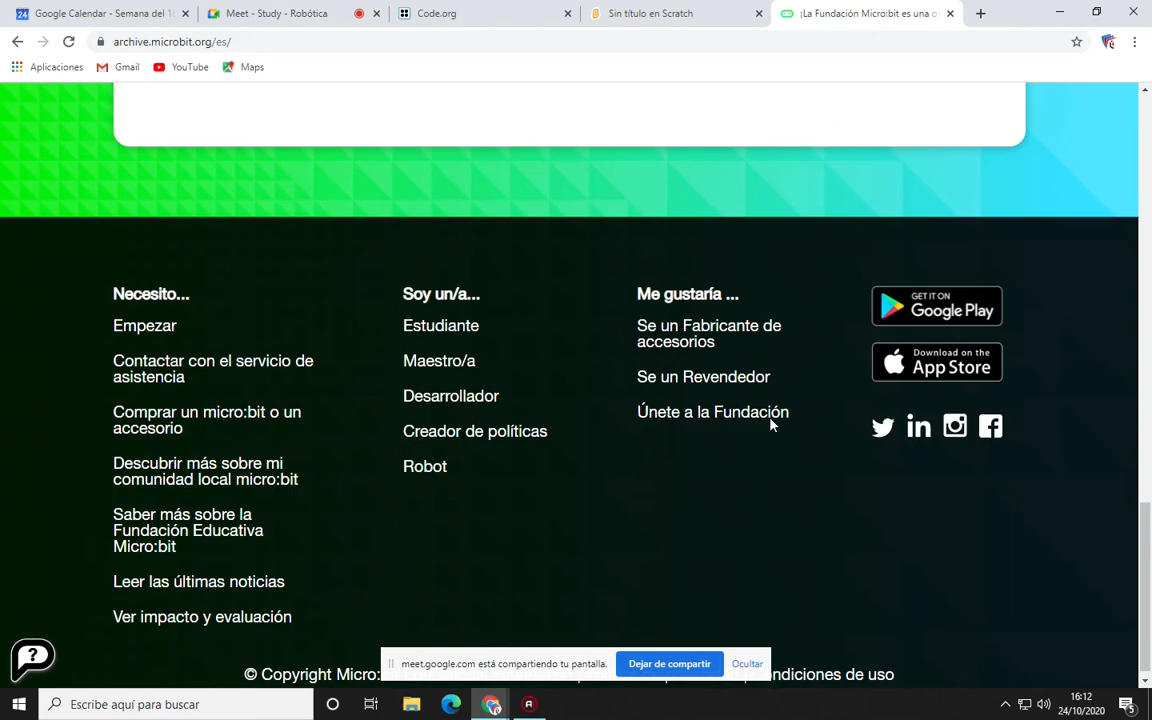 Google Calendar - Semana del 1
Meet - Study - Robótica
Code.org
Sin título en Scratch
¡La Fundación Micro:bit es una o
archive.microbit.org/es/
Aplicaciones
Gmail
YouTube
Maps
Necesito...
Empezar
Contactar con el servicio de
asistencia
Comprar un micro:bit o un
accesorio
Descubrir más sobre mi
comunidad local micro:bit
Saber más sobre la
Fundación Educativa
Micro:bit
Leer las últimas noticias
Ver impacto y evaluación
Soy un/a...
Estudiante
Maestro/a
Desarrollador
Creador de políticas
Robot
Me gustaría ...
Se un Fabricante de
accesorios
Se un Revendedor
Únete a la Fundación
GET IT ON
Google Play
Download on the
App Store
meet.google.com está compartiendo tu pantalla.
Dejar de compartir
Ocultar
© Copyright Micro: ondiciones de uso
Escribe aquí para buscar
16:12
24/10/2020
5